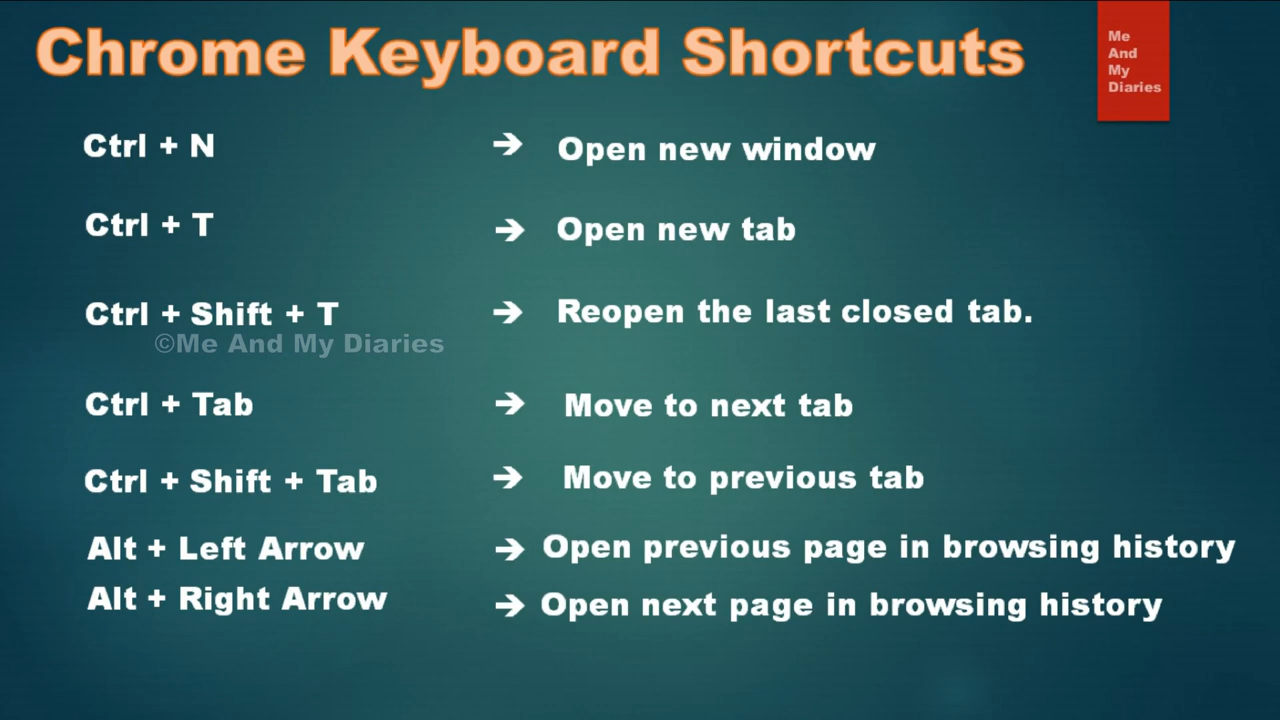 Chrome Keyboard Shortcuts
Me
And
My
Diaries
Ctrl + N ➔ Open new window
Ctrl + T ➔ Open new tab
Ctrl + Shift + T ➔ Reopen the last closed tab.
©Me And My Diaries
Ctrl + Tab ➔ Move to next tab
Ctrl + Shift + Tab ➔ Move to previous tab
Alt + Left Arrow ➔ Open previous page in browsing history
Alt + Right Arrow ➔ Open next page in browsing history